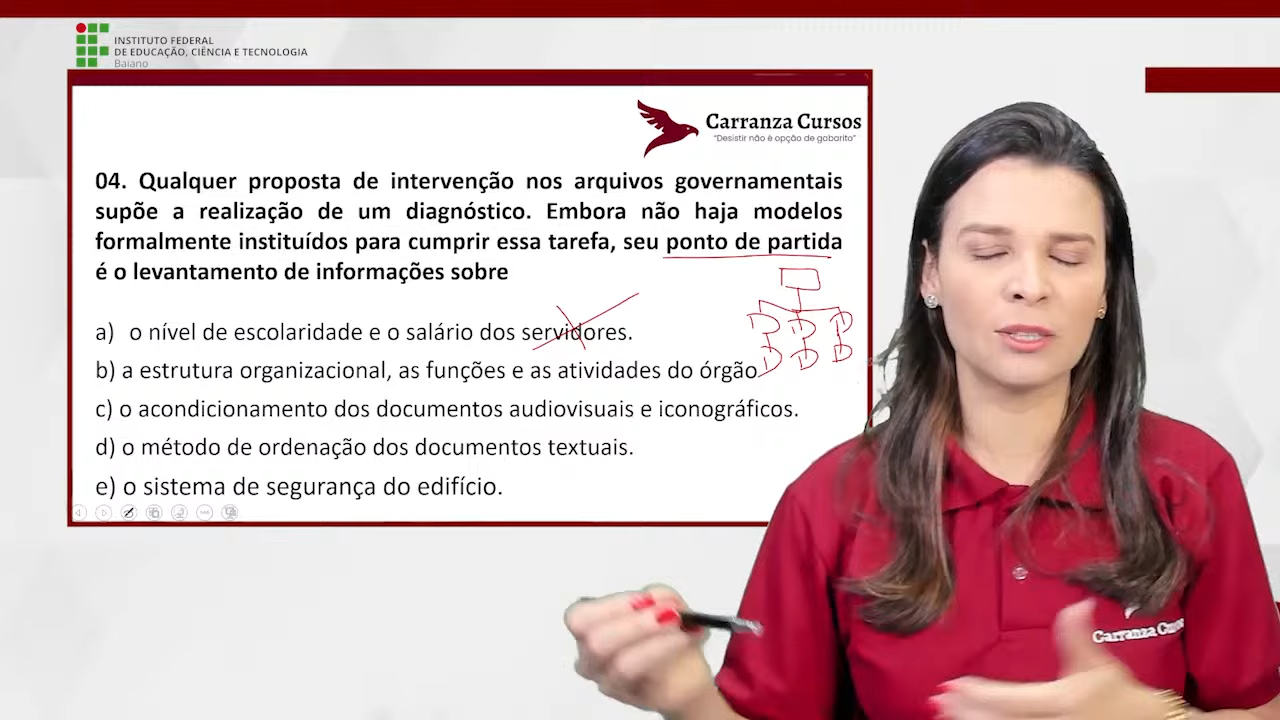 INSTITUTO FEDERAL
DE EDUCAÇÃO, CIÊNCIA E TECNOLOGIA
Baiano
Carranza Cursos
"Desistir não é opção de gabarito"
04. Qualquer proposta de intervenção nos arquivos governamentais
supõe a realização de um diagnóstico. Embora não haja modelos
formalmente instituídos para cumprir essa tarefa, seu ponto de partida
é o levantamento de informações sobre
a) o nível de escolaridade e o salário dos servidores.
D D D
b) a estrutura organizacional, as funções e as atividades do órgão
D D D
c) o acondicionamento dos documentos audiovisuais e iconográficos.
d) o método de ordenação dos documentos textuais.
e) o sistema de segurança do edifício.
Carranza Curs